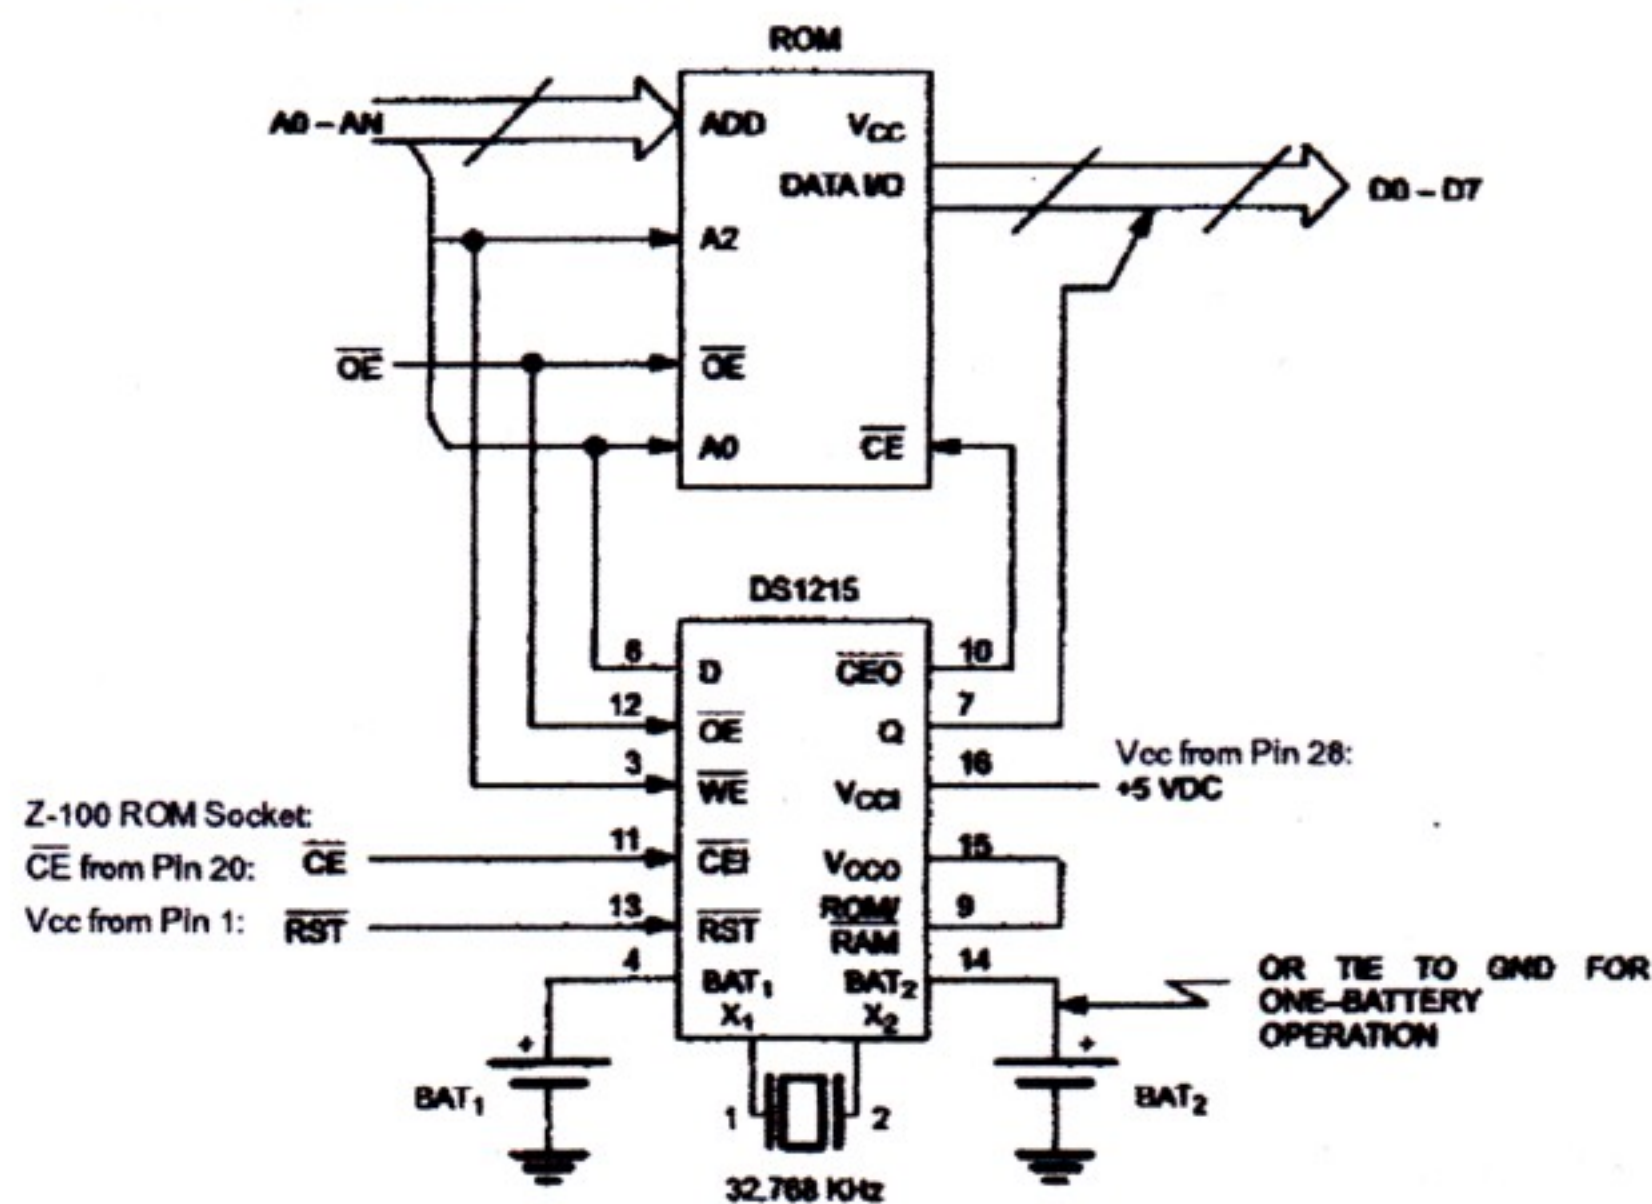 ROM
A0 – AN
ADD
VCC
DATA I/O
D0 – D7
A2
OE
OE
A0
CE
DS1215
6
D
CEO
10
12
OE
Q
7
3
WE
VCCI
16
Vcc from Pin 28:
+5 VDC
Z-100 ROM Socket:
CE from Pin 20:
CE
11
CEI
VCCO
15
Vcc from Pin 1:
RST
13
RST
ROM/
RAM
9
4
BAT1
BAT2
14
X1
X2
OR TIE TO GND FOR
ONE–BATTERY
OPERATION
+
BAT1
1
2
+
BAT2
32.768 KHz